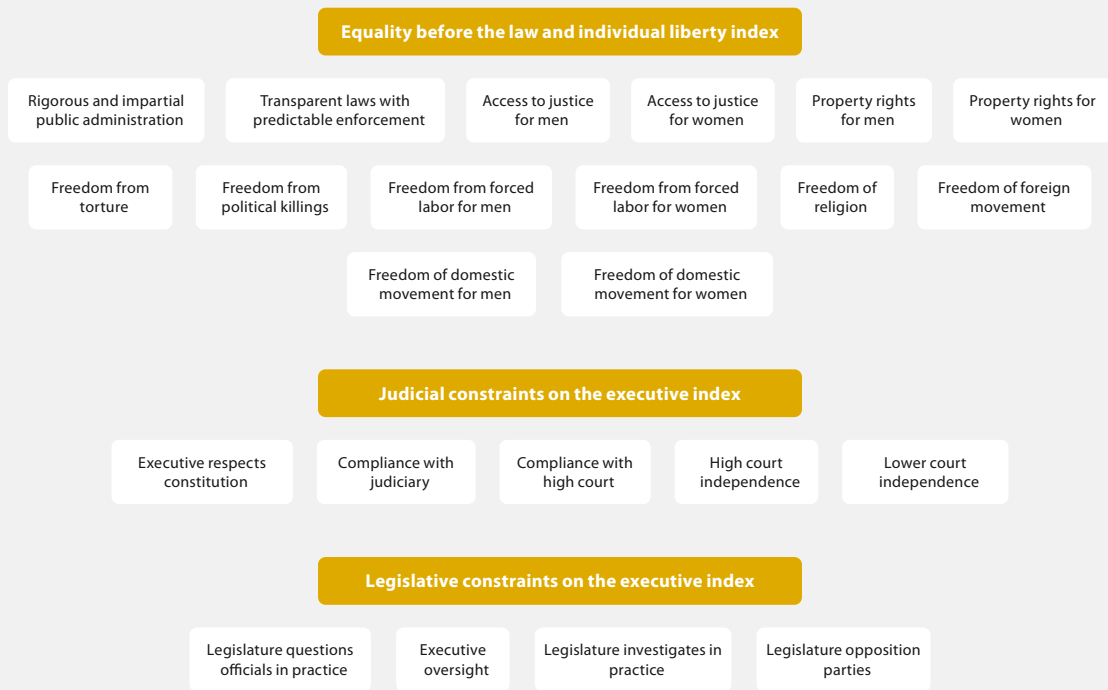 Equality before the law and individual liberty index
Rigorous and impartial
public administration
Transparent laws with
predictable enforcement
Access to justice
for men
Access to justice
for women
Property rights
for men
Property rights for
women
Freedom from
torture
Freedom from
political killings
Freedom from forced
labor for men
Freedom from forced
labor for women
Freedom of
religion
Freedom of foreign
movement
Freedom of domestic
movement for men
Freedom of domestic
movement for women
Judicial constraints on the executive index
Executive respects
constitution
Compliance with
judiciary
Compliance with
high court
High court
independence
Lower court
independence
Legislative constraints on the executive index
Legislature questions
officials in practice
Executive
oversight
Legislature investigates in
practice
Legislature opposition
parties